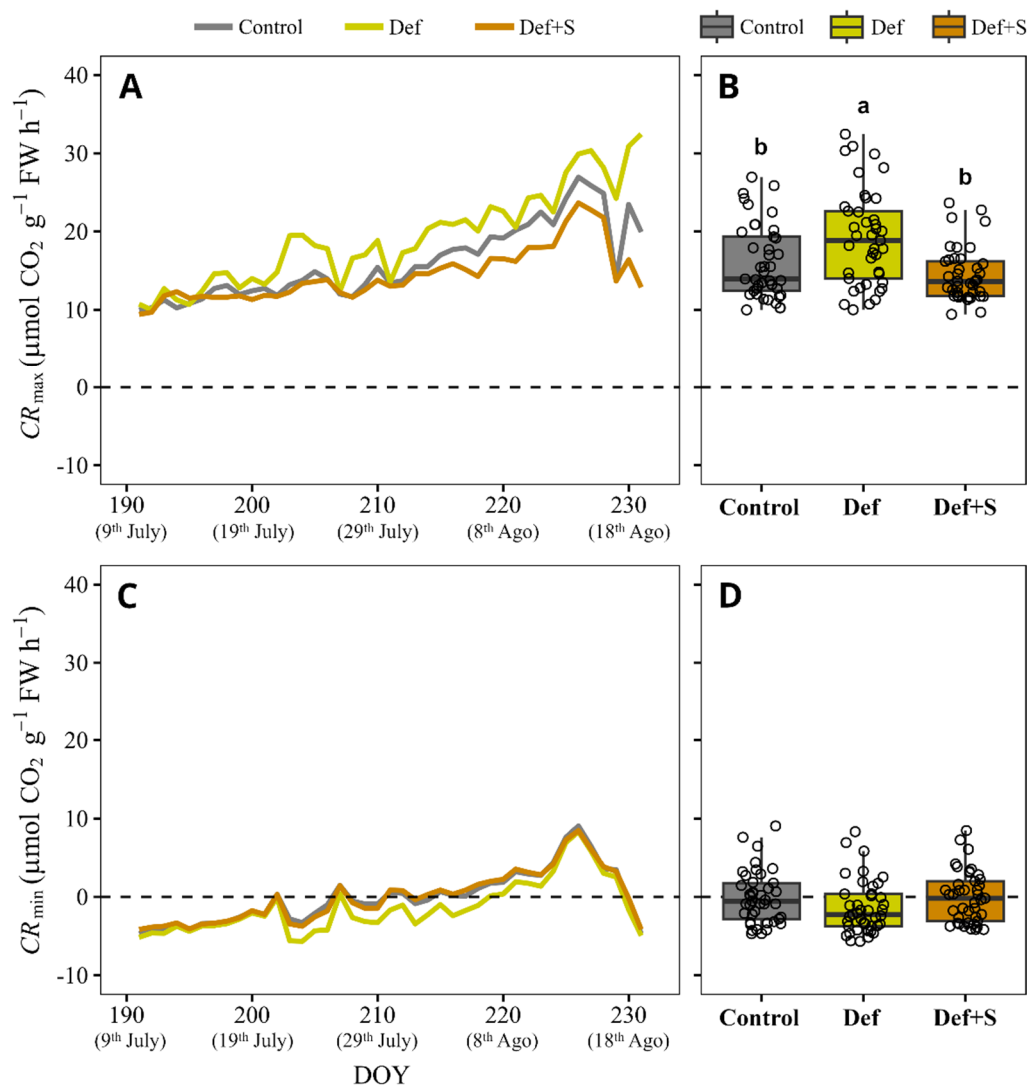 Control Def Def+S
Control Def Def+S
A
40
30
20
10
0
-10
CRmax (μmol CO₂ g⁻¹ FW h⁻¹)
190 200 210 220 230
(9th July) (19th July) (29th July) (8th Ago) (18th Ago)
B
b a b
Control Def Def+S
C
40
30
20
10
0
-10
CRmin (μmol CO₂ g⁻¹ FW h⁻¹)
190 200 210 220 230
(9th July) (19th July) (29th July) (8th Ago) (18th Ago)
DOY
D
Control Def Def+S